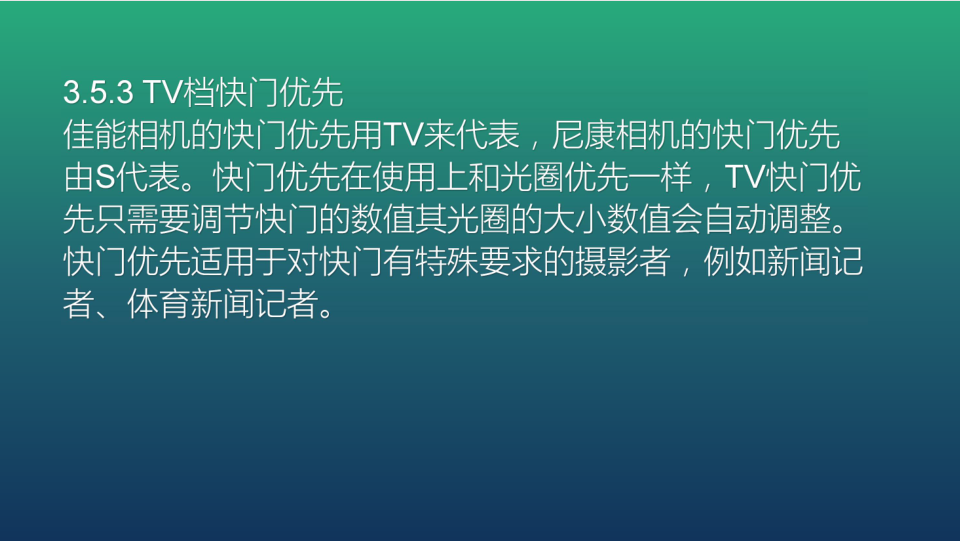 3.5.3 TV档快门优先
佳能相机的快门优先用TV来代表，尼康相机的快门优先
由S代表。快门优先在使用上和光圈优先一样，TV快门优
先只需要调节快门的数值其光圈的大小数值会自动调整。
快门优先适用于对快门有特殊要求的摄影者，例如新闻记
者、体育新闻记者。